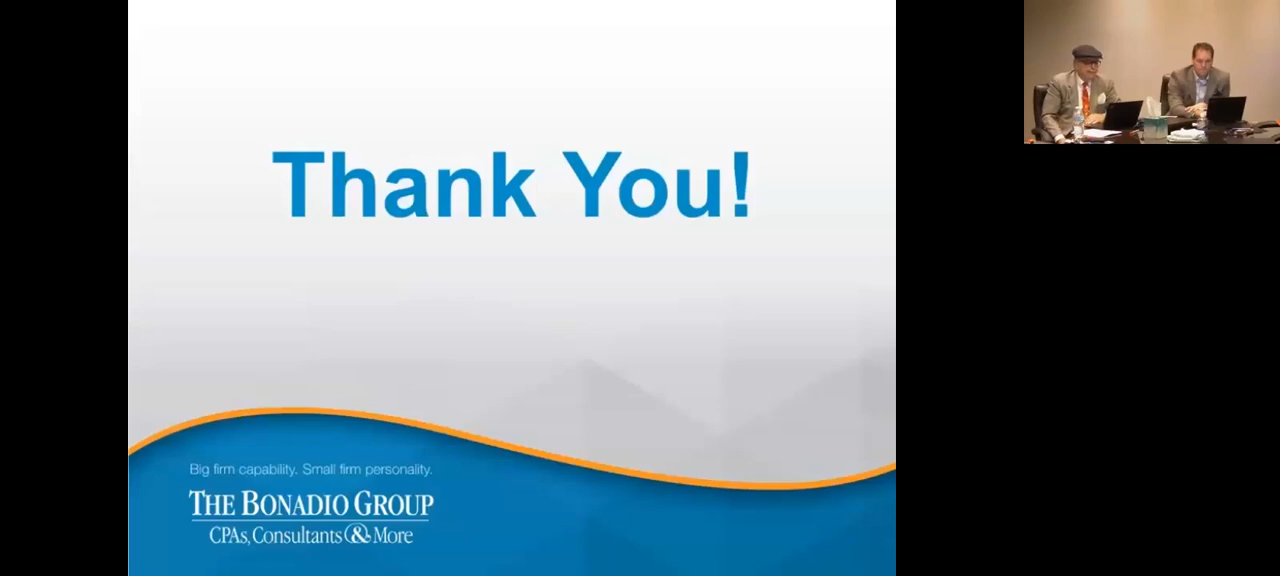 Thank You!
Big firm capability. Small firm personality.
THE BONADIO GROUP
CPAs, Consultants & More